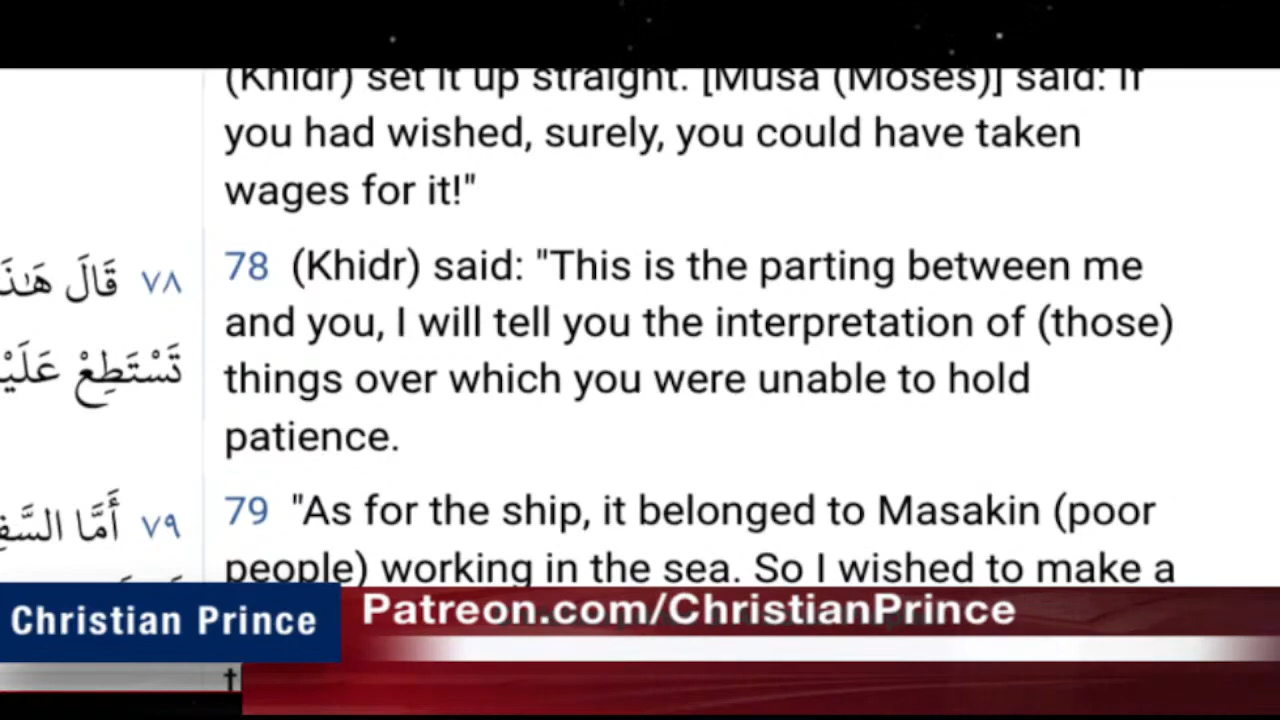 (Khidr) set it up straight. [Musa (Moses)] said: If
you had wished, surely, you could have taken
wages for it!"
78 (Khidr) said: "This is the parting between me
and you, I will tell you the interpretation of (those)
things over which you were unable to hold
patience.
٧٨ قَالَ
تَسْتَطِعْ
79 "As for the ship, it belonged to Masakin (poor
people) working in the sea. So I wished to make a
٧٩ أَمَّا
Christian Prince
Patreon.com/ChristianPrince